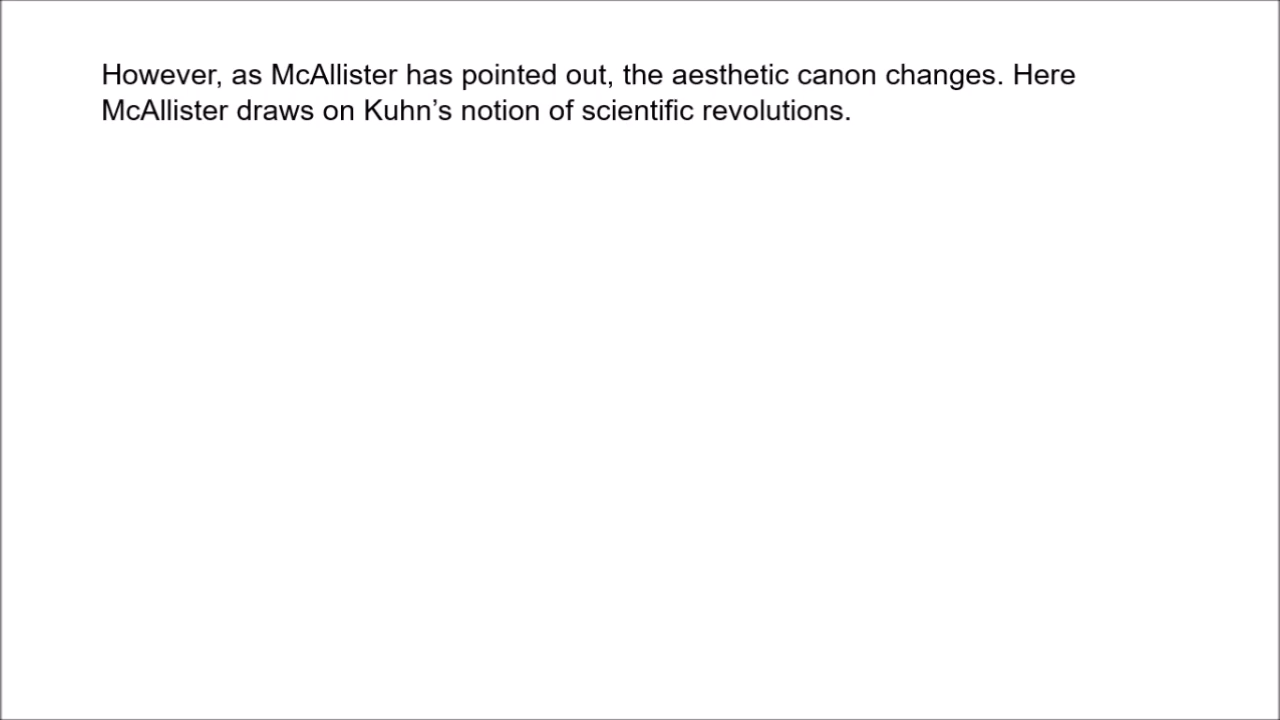 However, as McAllister has pointed out, the aesthetic canon changes. Here
McAllister draws on Kuhn’s notion of scientific revolutions.